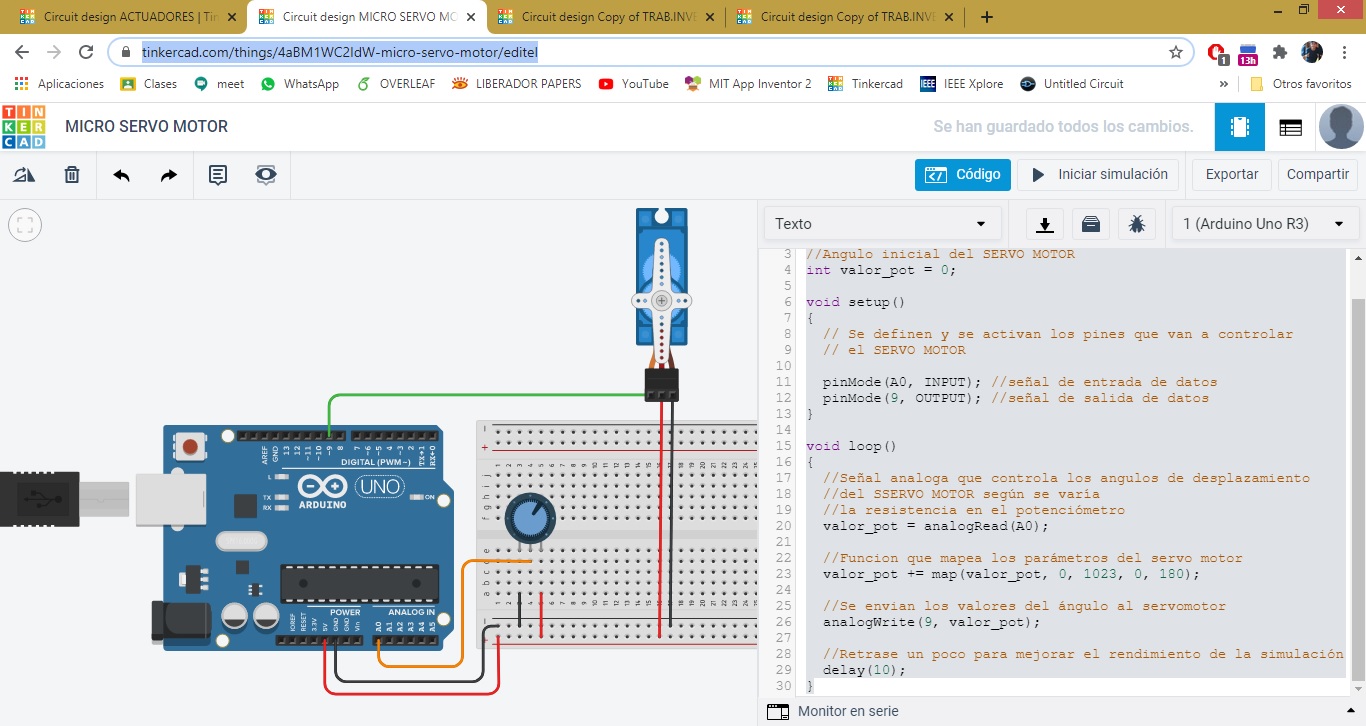 Circuit design ACTUADORES | Tin
Circuit design MICRO SERVO MO
Circuit design Copy of TRAB.INVE
Circuit design Copy of TRAB.INVE
tinkercad.com/things/4aBM1WC2IdW-micro-servo-motor/editel
1
13h
Aplicaciones
Clases
meet
WhatsApp
OVERLEAF
LIBERADOR PAPERS
YouTube
MIT App Inventor 2
Tinkercad
IEEE
IEEE Xplore
Untitled Circuit
»
Otros favoritos
TIN
KER
CAD
MICRO SERVO MOTOR
Se han guardado todos los cambios.
Código
Iniciar simulación
Exportar
Compartir
Texto
1 (Arduino Uno R3)
3 //Angulo inicial del SERVO MOTOR
4 int valor_pot = 0;
5
6 void setup()
7 {
8 // Se definen y se activan los pines que van a controlar
9 // el SERVO MOTOR
10
11 pinMode(A0, INPUT); //señal de entrada de datos
12 pinMode(9, OUTPUT); //señal de salida de datos
13 }
14
15 void loop()
16 {
17 //Señal analoga que controla los angulos de desplazamiento
18 //del SSERVO MOTOR según se varía
19 //la resistencia en el potenciómetro
20 valor_pot = analogRead(A0);
21
22 //Funcion que mapea los parámetros del servo motor
23 valor_pot += map(valor_pot, 0, 1023, 0, 180);
24
25 //Se envian los valores del ángulo al servomotor
26 analogWrite(9, valor_pot);
27
28 //Retrase un poco para mejorar el rendimiento de la simulación
29 delay(10);
30 }
Monitor en serie
AREF
GND
13
12
~11
~10
~9
8
7
~6
~5
4
~3
2
TX→1
RX←0
DIGITAL (PWM~)
L
TX
RX
ARDUINO
UNO
ON
POWER
ANALOG IN
IOREF
RESET
3.3V
5V
GND
GND
Vin
A0
A1
A2
A3
A4
A5